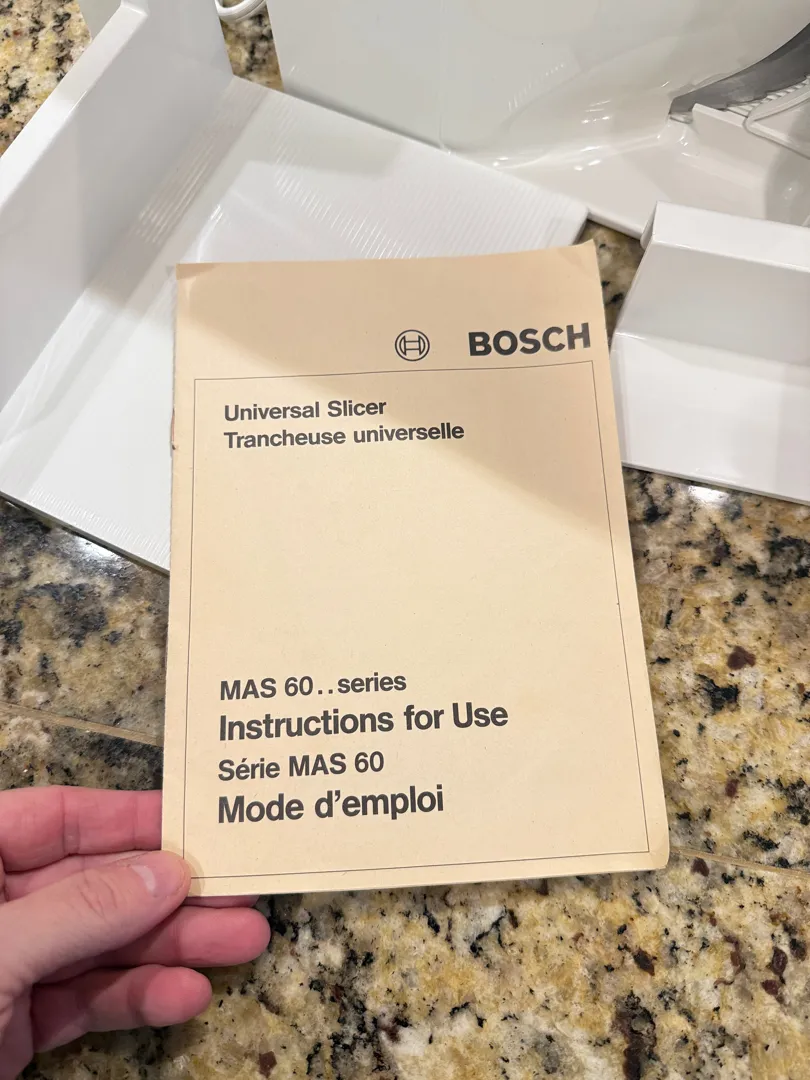 BOSCH
Universal Slicer
Trancheuse universelle
MAS 60..series
Instructions for Use
Série MAS 60
Mode d'emploi